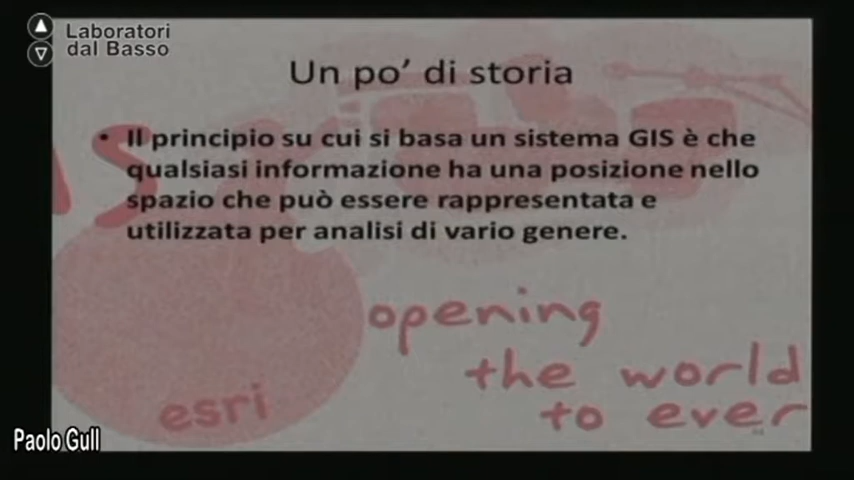 Laboratori
dal Basso
Un po' di storia
• Il principio su cui si basa un sistema GIS è che
qualsiasi informazione ha una posizione nello
spazio che può essere rappresentata e
utilizzata per analisi di vario genere.
opening
the world
to ever
esri
Paolo Gull